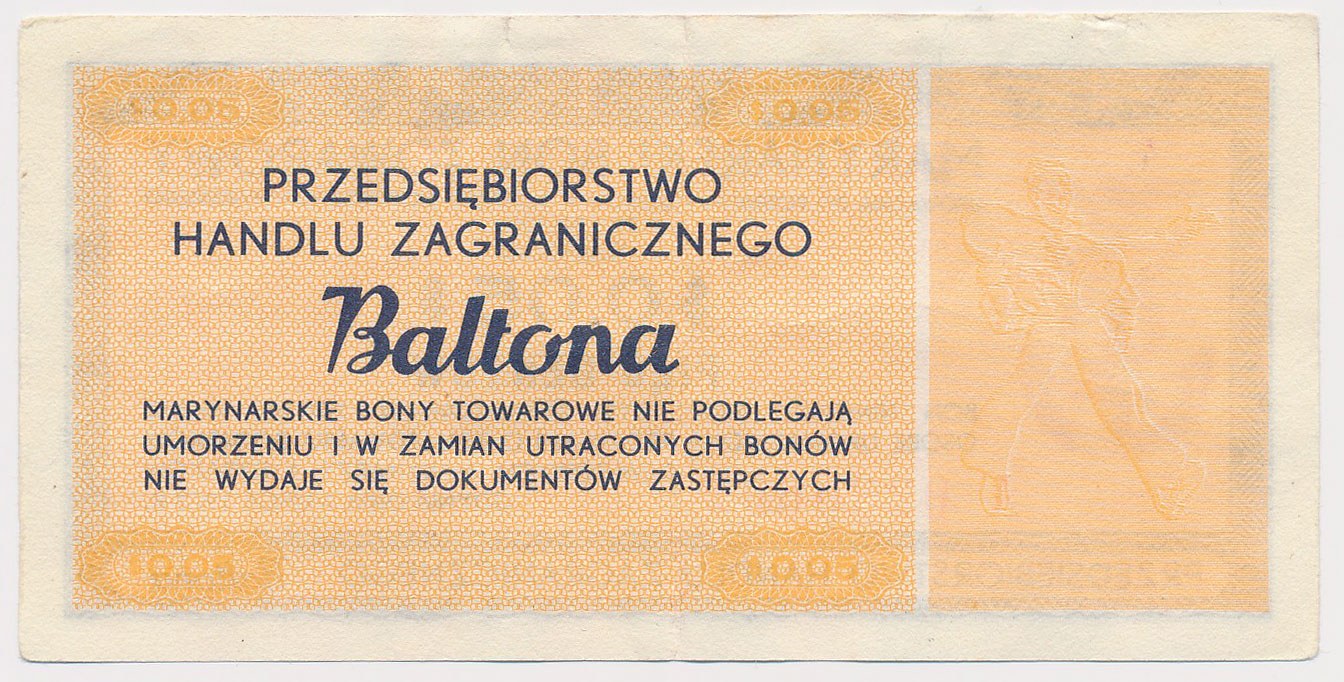 $ 0.05 $ 0.05
PRZEDSIĘBIORSTWO
HANDLU ZAGRANICZNEGO
Baltona
MARYNARSKIE BONY TOWAROWE NIE PODLEGAJĄ
UMORZENIU I W ZAMIAN UTRACONYCH BONÓW
NIE WYDAJE SIĘ DOKUMENTÓW ZASTĘPCZYCH
$ 0.05 $ 0.05